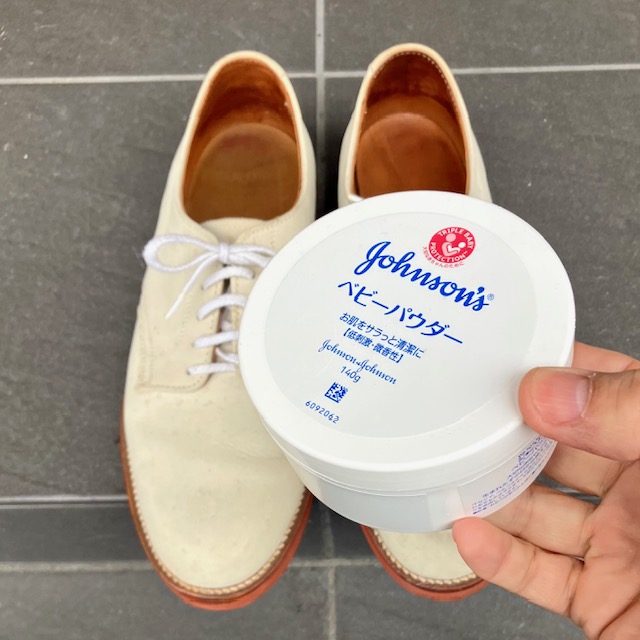 TRIPLE BABY
PROTECTION™
Johnson's®
ベビーパウダー
お肌をサラっと清潔に
【低刺激・微香性】
Johnson & Johnson
140g
6092062